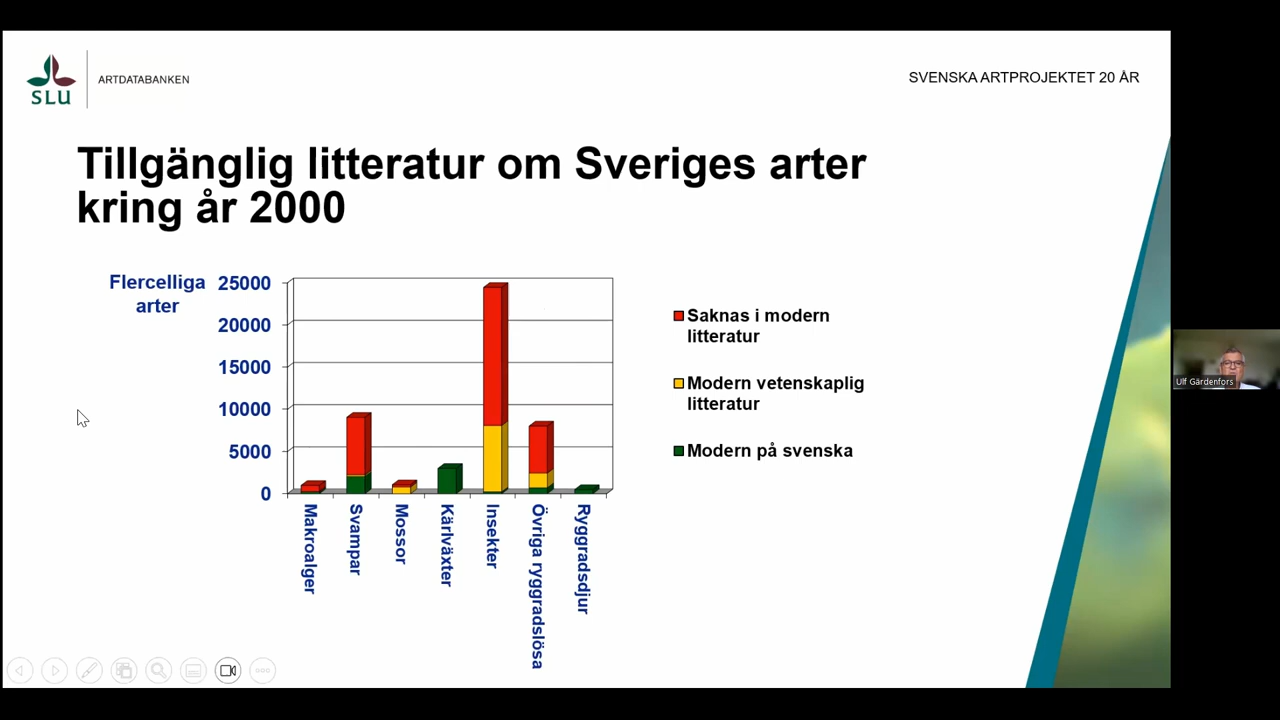 SLU
ARTDATABANKEN
SVENSKA ARTPROJEKTET 20 ÅR
Tillgänglig litteratur om Sveriges arter
kring år 2000
Flercelliga
arter
25000
20000
15000
10000
5000
0
Makroalger
Svampar
Mossor
Kärlväxter
Insekter
Övriga ryggradslösa
Ryggradsdjur
Saknas i modern
litteratur
Modern vetenskaplig
litteratur
Modern på svenska
Ulf Gärdenfors